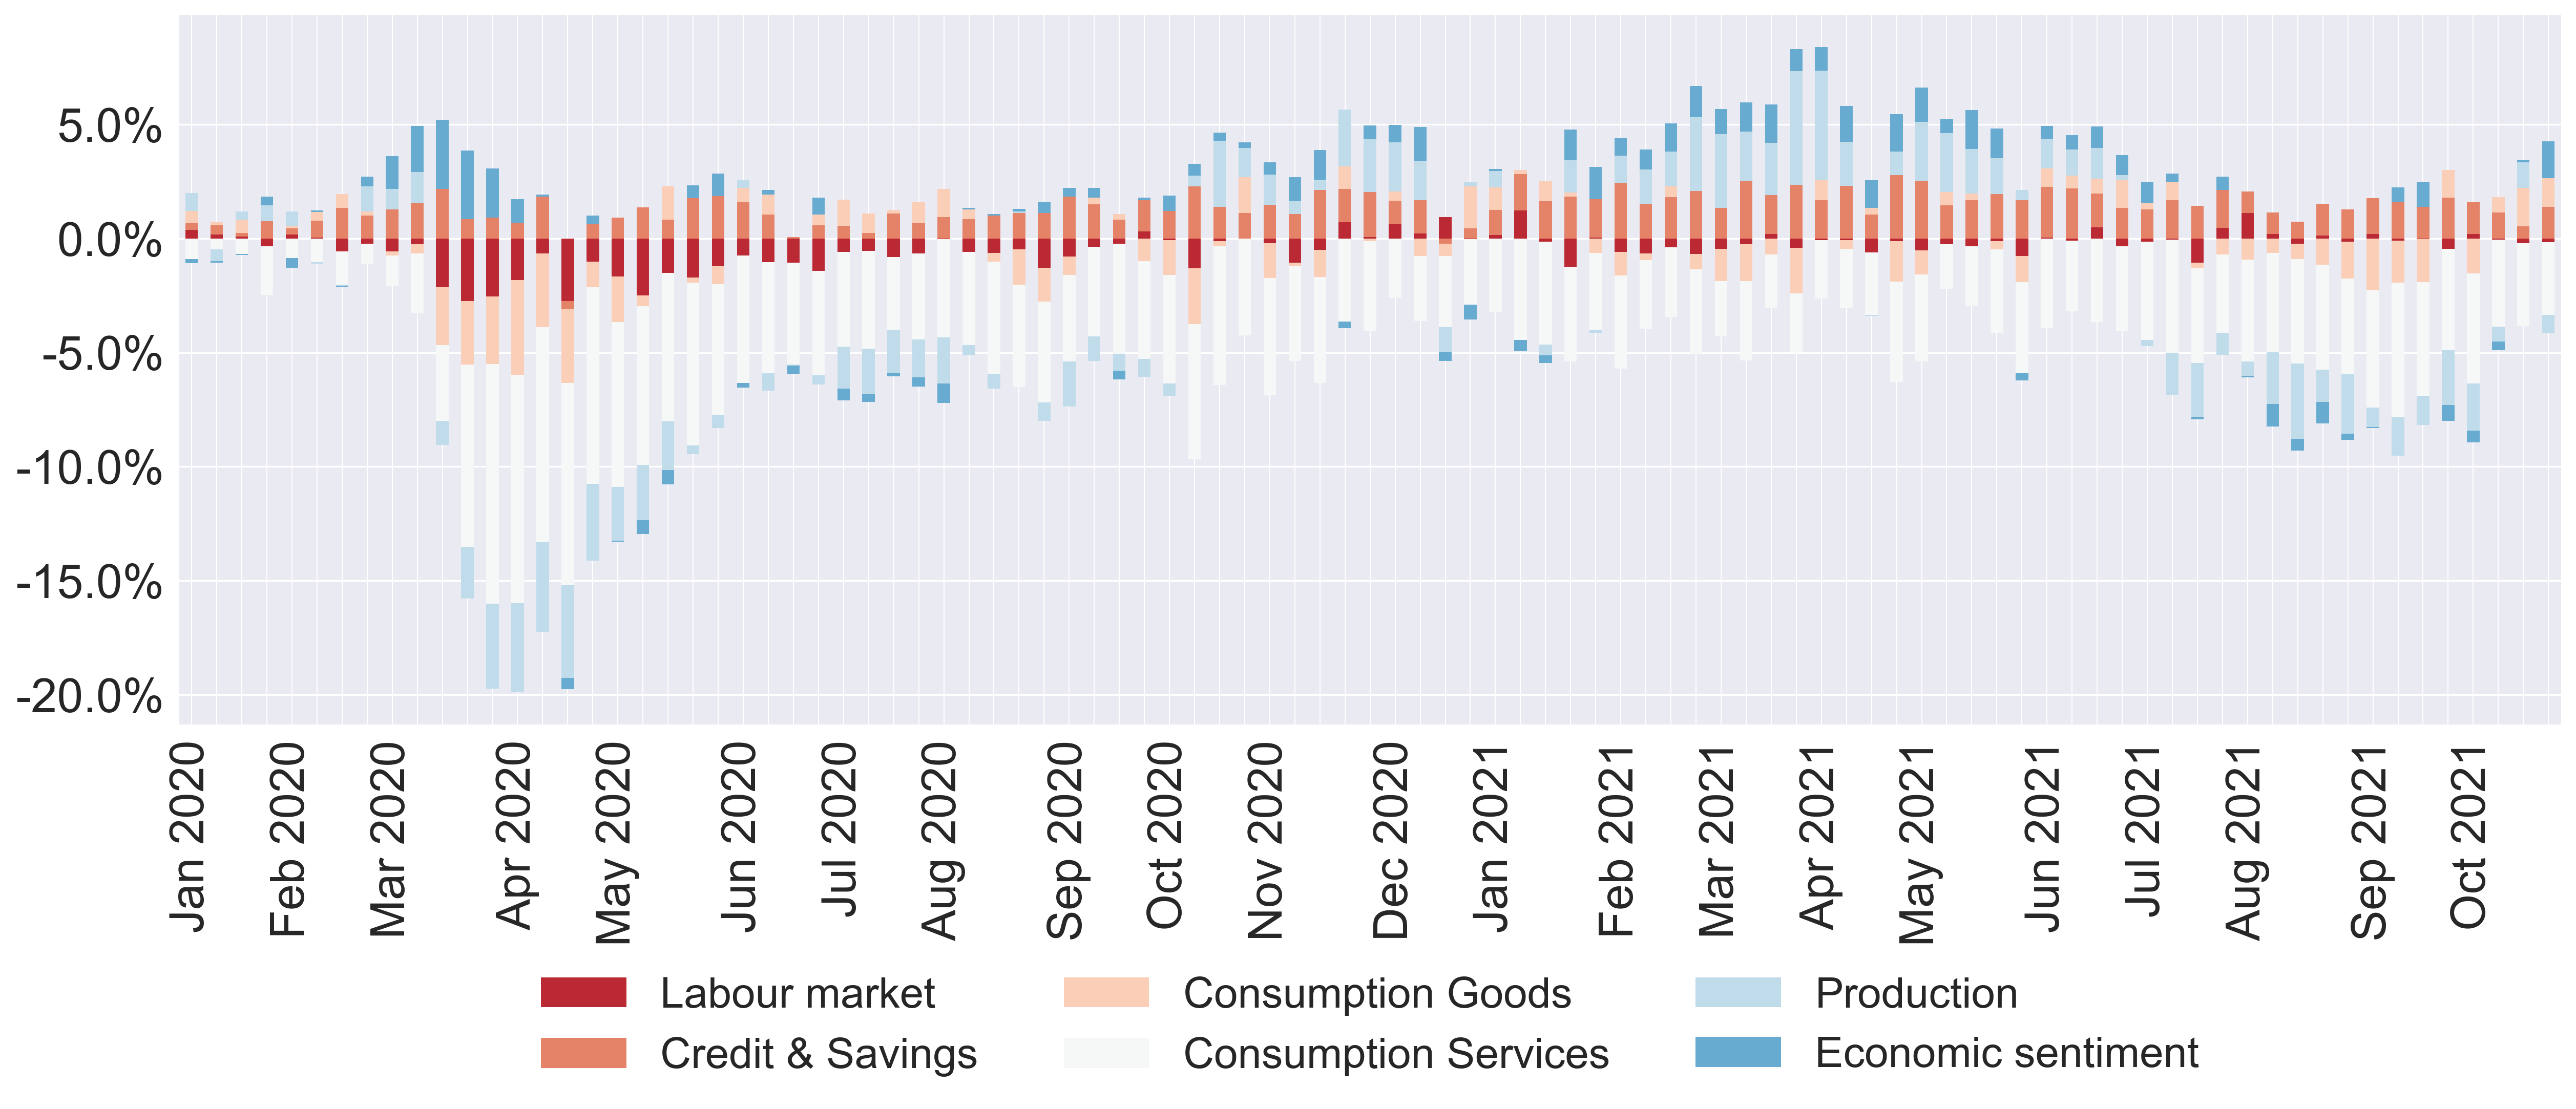 5.0%
0.0%
-5.0%
-10.0%
-15.0%
-20.0%
Jan 2020
Feb 2020
Mar 2020
Apr 2020
May 2020
Jun 2020
Jul 2020
Aug 2020
Sep 2020
Oct 2020
Nov 2020
Dec 2020
Jan 2021
Feb 2021
Mar 2021
Apr 2021
May 2021
Jun 2021
Jul 2021
Aug 2021
Sep 2021
Oct 2021
Labour market
Consumption Goods
Production
Credit & Savings
Consumption Services
Economic sentiment